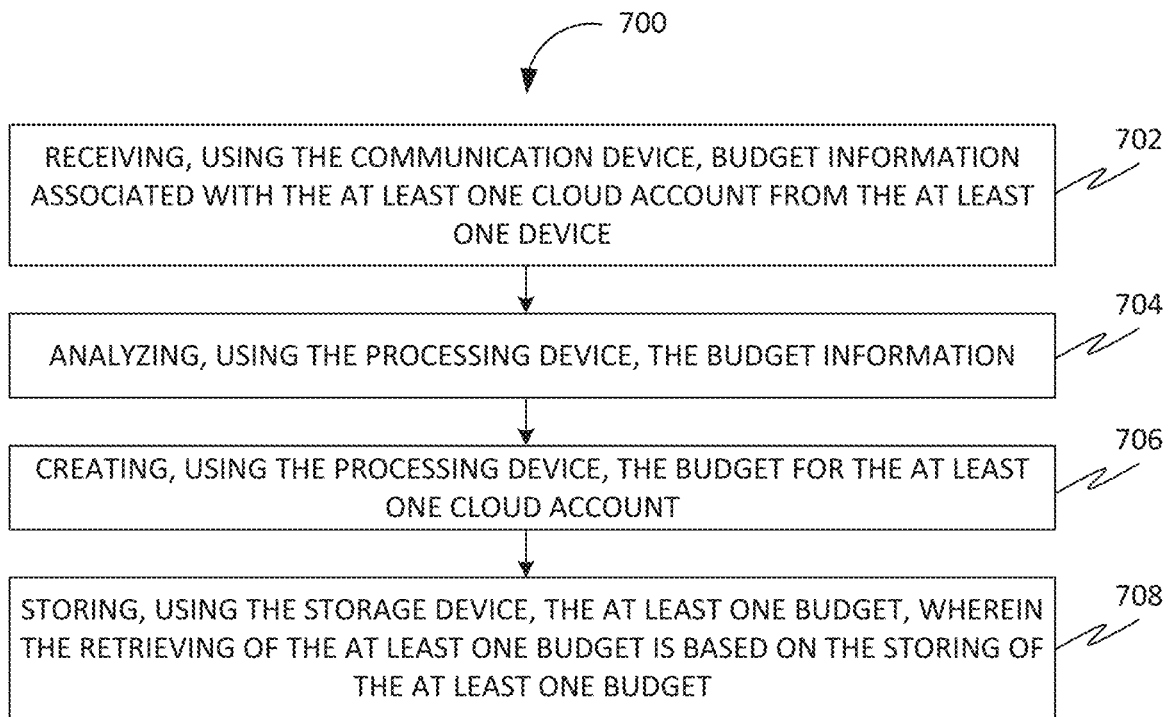 700
RECEIVING, USING THE COMMUNICATION DEVICE, BUDGET INFORMATION
ASSOCIATED WITH THE AT LEAST ONE CLOUD ACCOUNT FROM THE AT LEAST
ONE DEVICE
702
ANALYZING, USING THE PROCESSING DEVICE, THE BUDGET INFORMATION
704
CREATING, USING THE PROCESSING DEVICE, THE BUDGET FOR THE AT LEAST
ONE CLOUD ACCOUNT
706
STORING, USING THE STORAGE DEVICE, THE AT LEAST ONE BUDGET, WHEREIN
THE RETRIEVING OF THE AT LEAST ONE BUDGET IS BASED ON THE STORING OF
THE AT LEAST ONE BUDGET
708